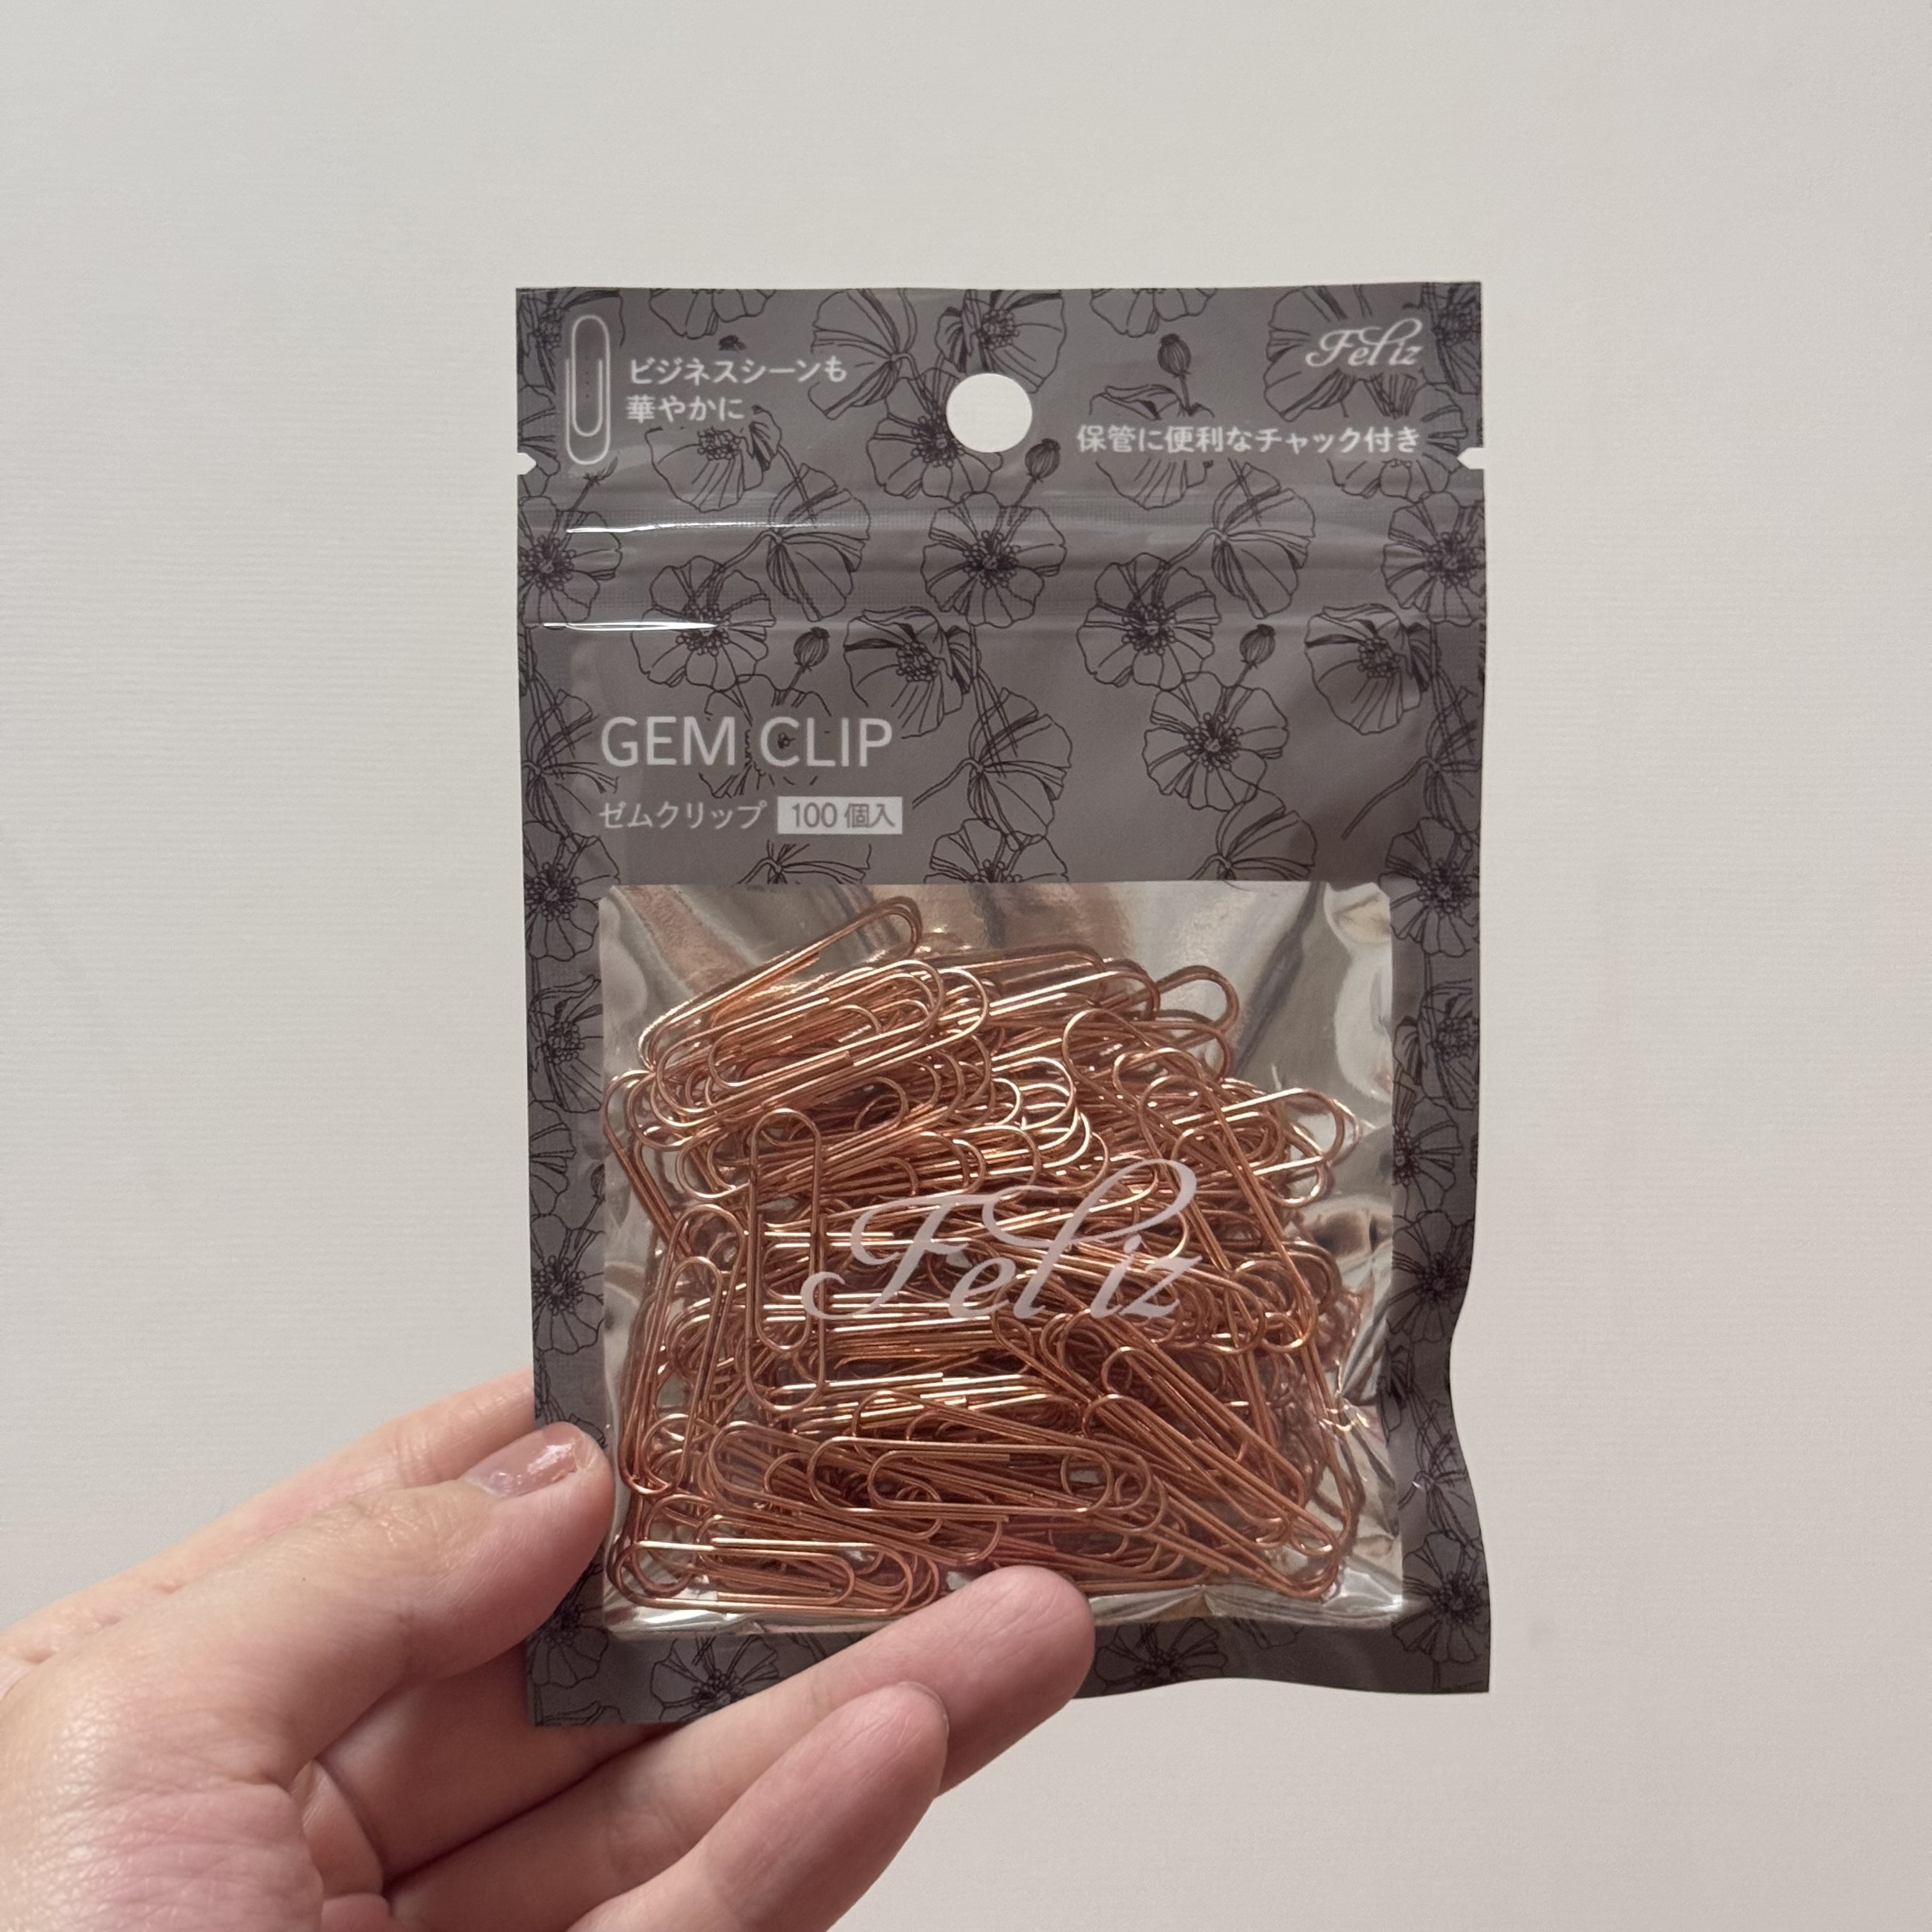 ビジネスシーンも
華やかに
Feliz
保管に便利なチャック付き
GEM CLIP
ゼムクリップ 100個入
Feliz